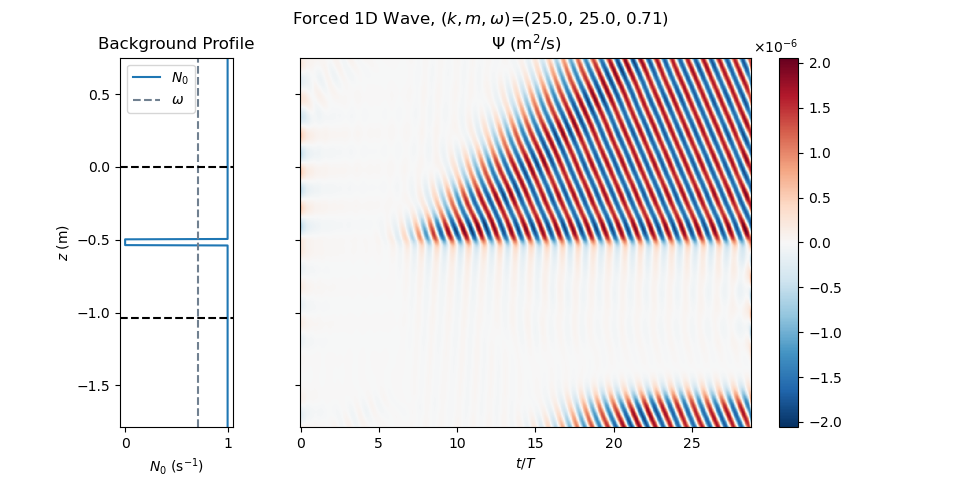 Forced 1D Wave, (k, m, ω)=(25.0, 25.0, 0.71)
Background Profile
Ψ (m²/s)
×10⁻⁶
N₀
ω
0.5
0.0
−0.5
−1.0
−1.5
z (m)
0 1
N₀ (s⁻¹)
0 5 10 15 20 25
t/T
2.0
1.5
1.0
0.5
0.0
−0.5
−1.0
−1.5
−2.0